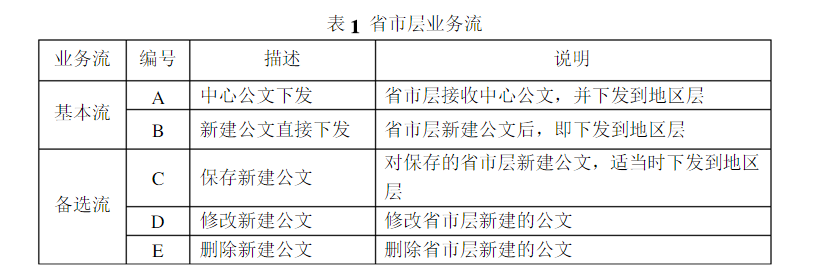 表 1 省市层业务流
业务流 编号 描述 说明
基本流 A 中心公文下发 省市层接收中心公文，并下发到地区层
B 新建公文直接下发 省市层新建公文后，即下发到地区层
备选流 C 保存新建公文 对保存的省市层新建公文，适当时下发到地区
层
D 修改新建公文 修改省市层新建的公文
E 删除新建公文 删除省市层新建的公文